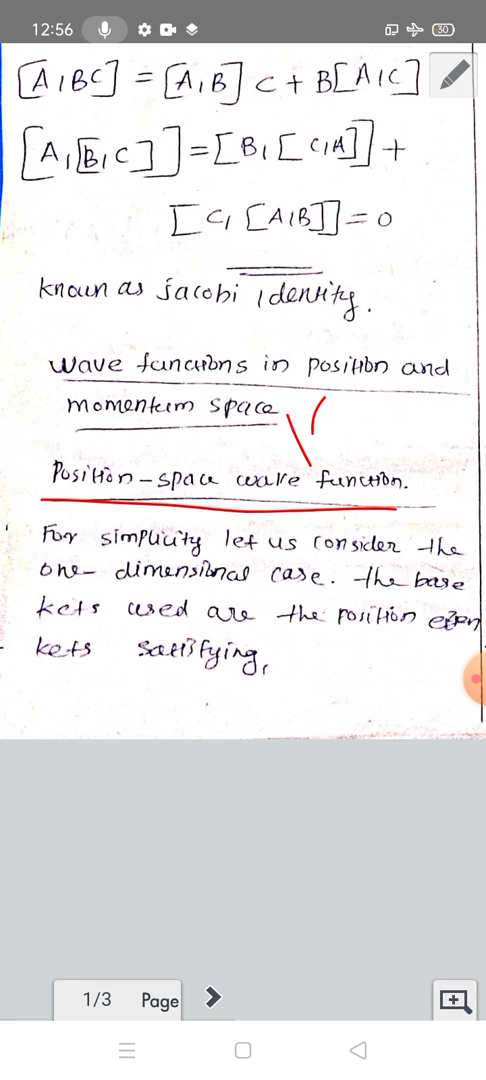 12:56
30
[A,BC] = [A,B] C + B[A,C]
[A,[B,C]] = [B,[C,A]] +
[C,[A,B]] = 0
known as jacobi identity.
wave functions in position and
momentum space
Position-space wave function.
For simplicity let us consider the
one-dimensional case. the base
kets used are the position eigen
kets satisfying,
1/3 Page